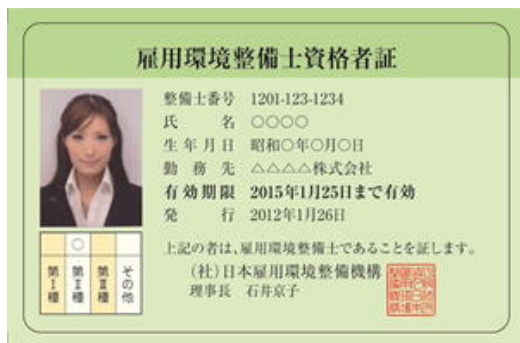 雇用環境整備士資格者証
整備士番号 1201-123-1234
氏　　名 ○○○○
生年月日 昭和○年○月○日
勤務先 △△△△株式会社
有効期限 2015年1月25日まで有効
発　　行 2012年1月26日
○
第Ⅰ種 第Ⅱ種 第Ⅲ種 その他
上記の者は、雇用環境整備士であることを証します。
(社)日本雇用環境整備機構
理事長 石井京子